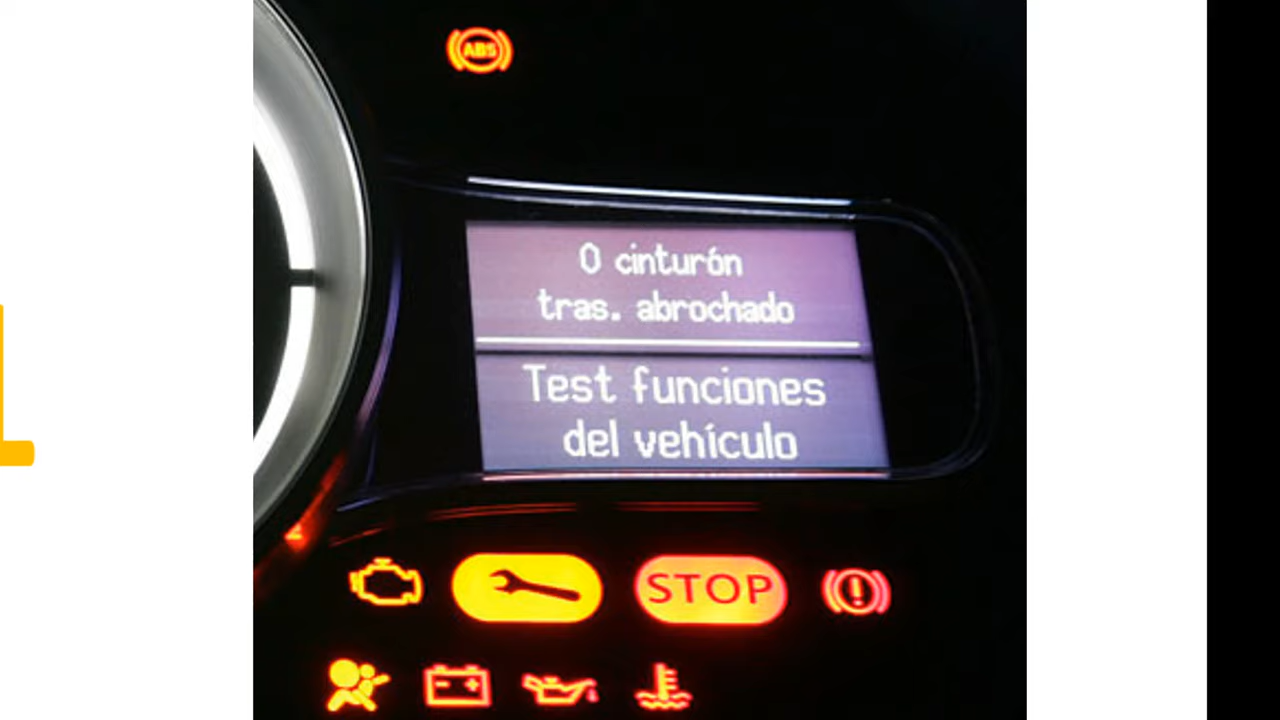 ABS
0 cinturón
tras. abrochado
Test funciones
del vehículo
STOP